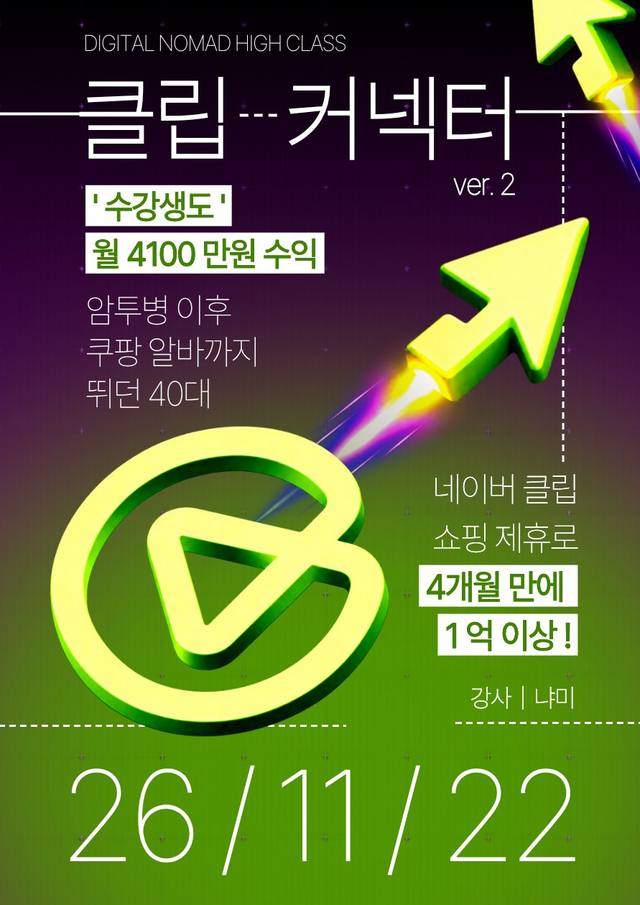 DIGITAL NOMAD HIGH CLASS
클립---커넥터
ver. 2
' 수강생도 '
월 4100 만원 수익
암투병 이후
쿠팡 알바까지
뛰던 40대
네이버 클립
쇼핑 제휴로
4개월 만에
1 억 이상 !
강사 | 냐미
26 / 11 / 22